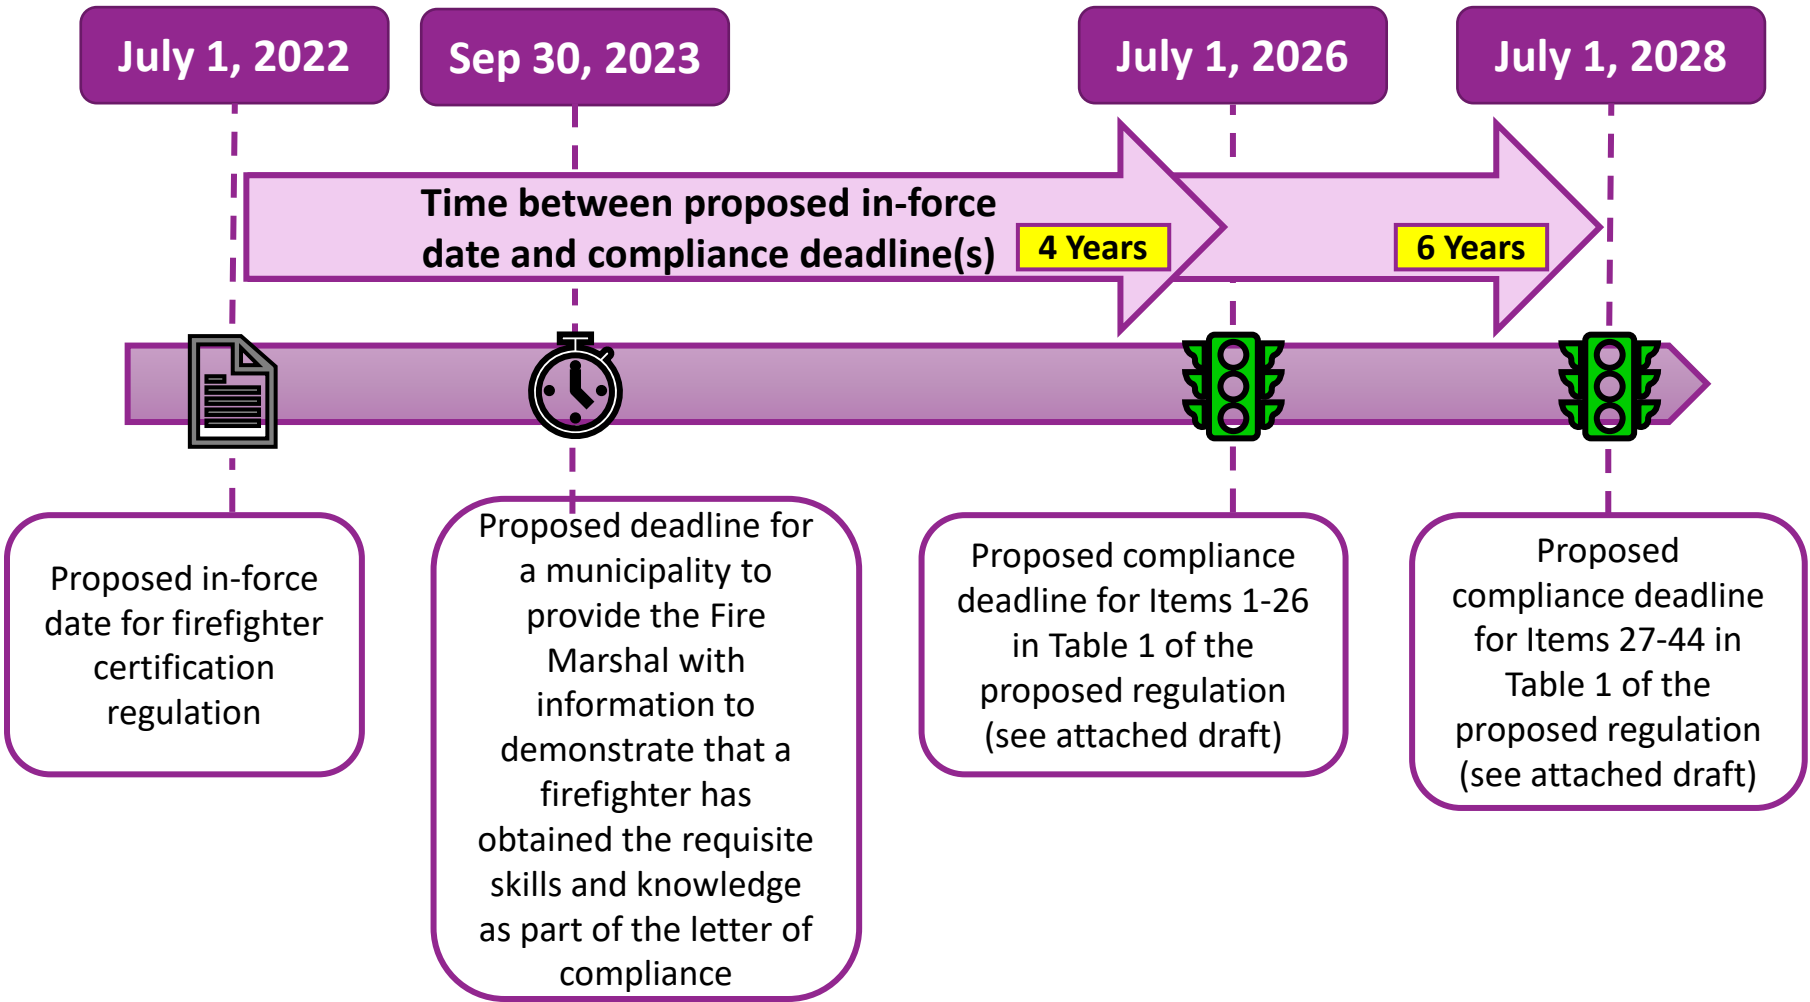 July 1, 2022
Sep 30, 2023
July 1, 2026
July 1, 2028
Time between proposed in-force
date and compliance deadline(s)
4 Years
6 Years
Proposed in-force
date for firefighter
certification
regulation
Proposed deadline for
a municipality to
provide the Fire
Marshal with
information to
demonstrate that a
firefighter has
obtained the requisite
skills and knowledge
as part of the letter of
compliance
Proposed compliance
deadline for Items 1-26
in Table 1 of the
proposed regulation
(see attached draft)
Proposed
compliance deadline
for Items 27-44 in
Table 1 of the
proposed regulation
(see attached draft)